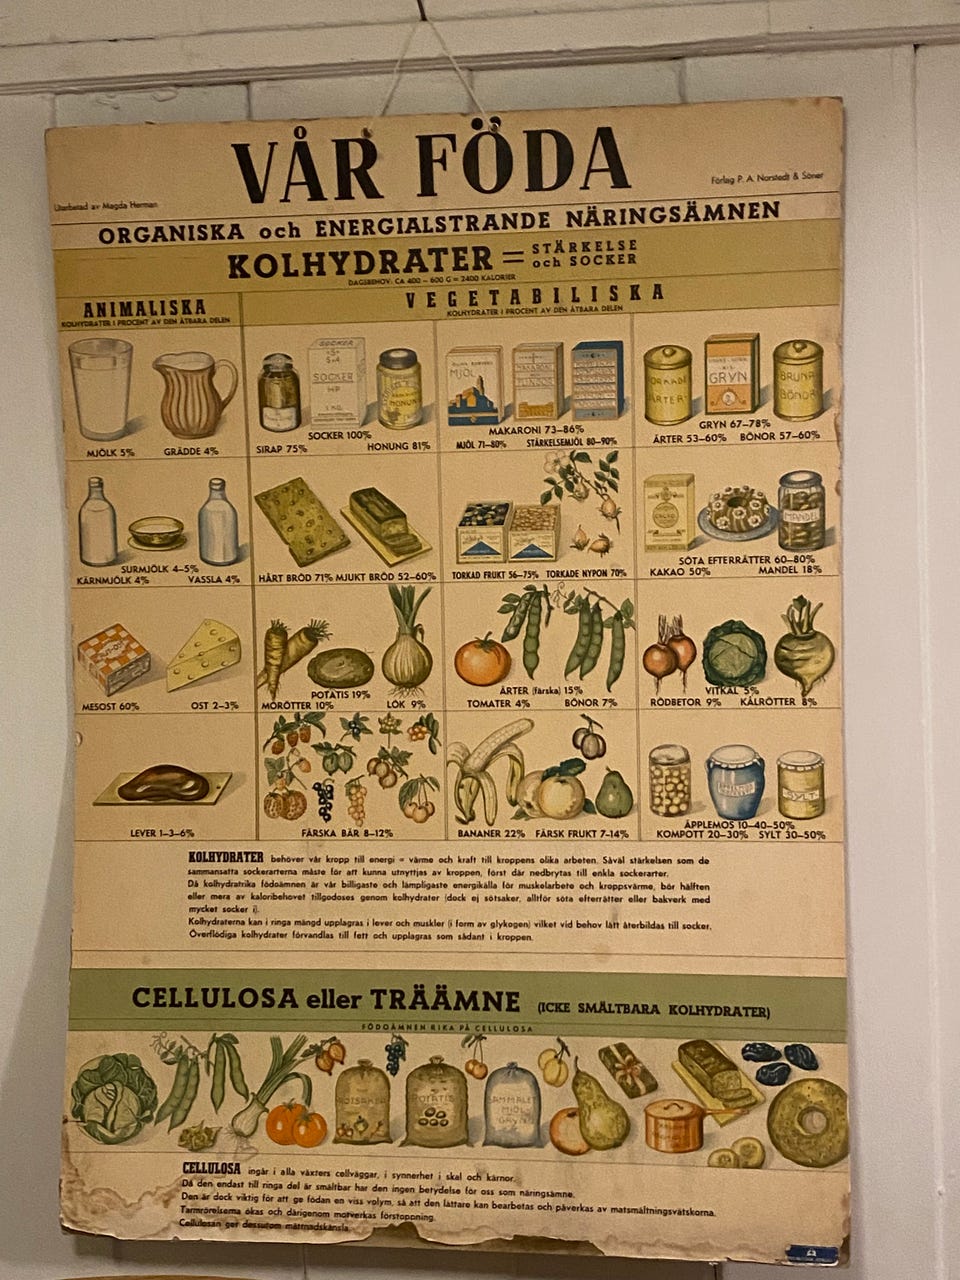 VÅR FÖDA
Utarbetad av Magda Herman
Förlag P. A. Norstedt & Söner
ORGANISKA och ENERGIALSTRANDE NÄRINGSÄMNEN
KOLHYDRATER = STÄRKELSE
och SOCKER
DAGSBEHOV: CA 400 – 600 G = 2400 KALORIER
ANIMALISKA
KOLHYDRATER I PROCENT AV DEN ÄTBARA DELEN
VEGETABILISKA
KOLHYDRATER I PROCENT AV DEN ÄTBARA DELEN
MJÖLK 5% GRÄDDE 4%
SOCKER
SOCKER
HP
1 KG
HONUNG
SOCKER 100%
SIRAP 75% HONUNG 81%
MJÖL
MAKARONI
MAKARONI 73–86%
MJÖL 71–80% STÄRKELSEMJÖL 80–90%
TORKADE
ÄRTER
GRYN
BRUNA
BÖNOR
GRYN 67–78%
ÄRTER 53–60% BÖNOR 57–60%
SURMJÖLK 4–5%
KÄRNMJÖLK 4% VASSLA 4%
HÅRT BRÖD 71% MJUKT BRÖD 52–60%
TORKAD FRUKT 56–75% TORKADE NYPON 70%
MANDEL
SÖTA EFTERRÄTTER 60–80%
KAKAO 50% MANDEL 18%
MESOST 60% OST 2–3%
POTATIS 19%
MORÖTTER 10% LÖK 9%
ÄRTER (färska) 15%
TOMATER 4% BÖNOR 7%
VITKÅL 5%
RÖDBETOR 9% KÅLRÖTTER 8%
LEVER 1–3–6%
FÄRSKA BÄR 8–12%
BANANER 22% FÄRSK FRUKT 7–14%
SYLT
ÄPPLEMOS 10–40–50%
KOMPOTT 20–30% SYLT 30–50%
KOLHYDRATER behöver vår kropp till energi = värme och kraft till kroppens olika arbeten. Såväl stärkelsen som de
sammansatta sockerarterna måste för att kunna utnyttjas av kroppen, först där nedbrytas till enkla sockerarter.
Då kolhydratrika födoämnen är vår billigaste och lämpligaste energikälla för muskelarbete och kroppsvärme, bör hälften
eller mera av kaloribehovet tillgodoses genom kolhydrater (dock ej sötsaker, alltför söta efterrätter eller bakverk med
mycket socker i).
Kolhydraterna kan i ringa mängd upplagras i lever och muskler (i form av glykogen) vilket vid behov lätt återbildas till socker.
Överflödiga kolhydrater förvandlas till fett och upplagras som sådant i kroppen.
CELLULOSA eller TRÄÄMNE (ICKE SMÄLTBARA KOLHYDRATER)
FÖDOÄMNEN RIKA PÅ CELLULOSA
POTATIS
SAMMALET
MJÖL
GRYN
CELLULOSA ingår i alla växters cellväggar, i synnerhet i skal och kärnor.
Då den endast till ringa del är smältbar har den ingen betydelse för oss som näringsämne.
Den är dock viktig för att ge födan en viss volym, så att den lättare kan bearbetas och påverkas av matsmältningsvätskorna.
Tarmrörelserna ökas och därigenom motverkas förstoppning.
Cellulosan ger dessutom mättnadskänsla.